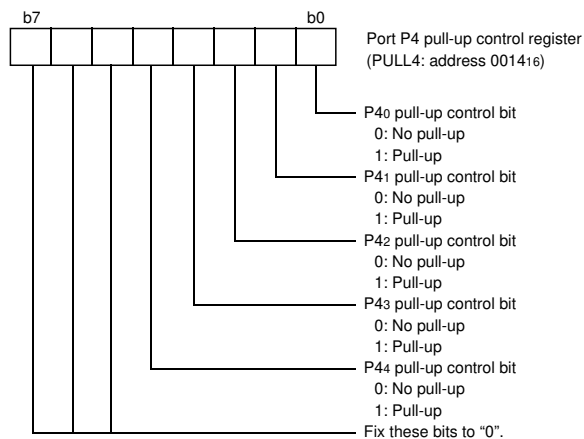 b7 b0
Port P4 pull-up control register
(PULL4: address 001416)
P40 pull-up control bit
0: No pull-up
1: Pull-up
P41 pull-up control bit
0: No pull-up
1: Pull-up
P42 pull-up control bit
0: No pull-up
1: Pull-up
P43 pull-up control bit
0: No pull-up
1: Pull-up
P44 pull-up control bit
0: No pull-up
1: Pull-up
Fix these bits to “0”.